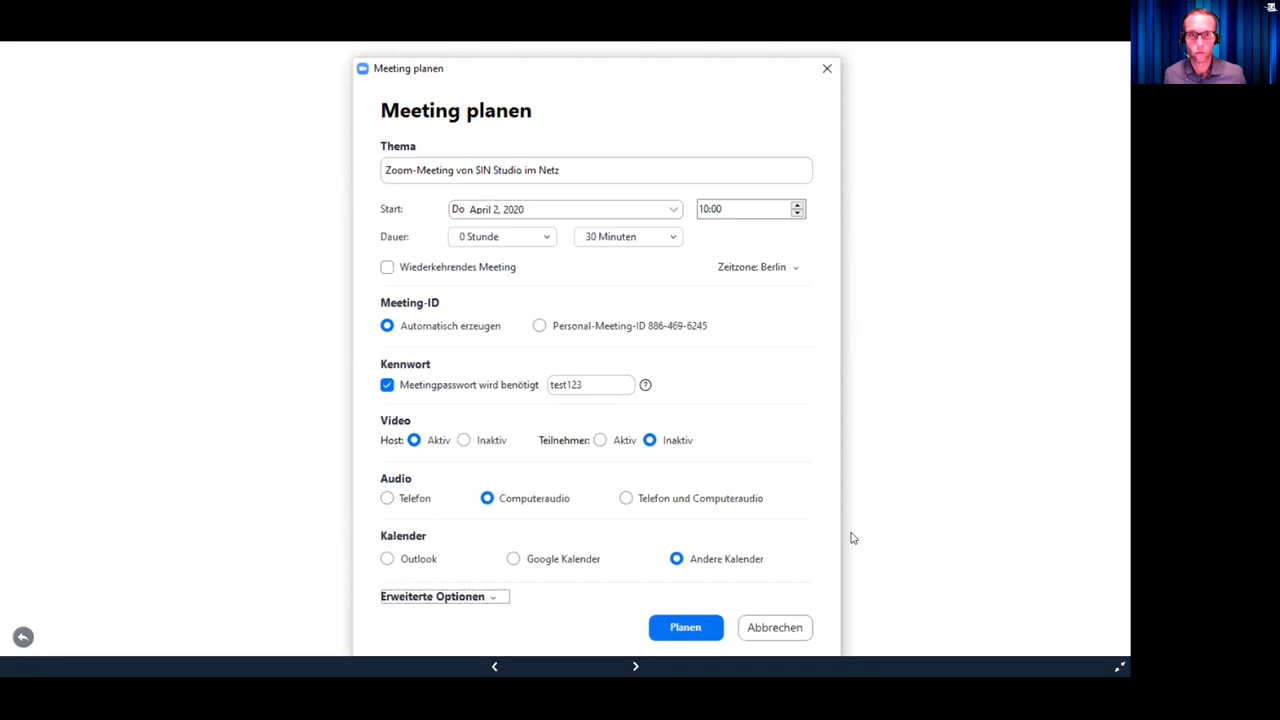 Meeting planen
Meeting planen
Thema
Zoom-Meeting von SIN Studio im Netz
Start: Do April 2, 2020 10:00
Dauer: 0 Stunde 30 Minuten
Wiederkehrendes Meeting Zeitzone: Berlin
Meeting-ID
Automatisch erzeugen Personal-Meeting-ID 886-469-6245
Kennwort
Meetingpasswort wird benötigt test123 ?
Video
Host: Aktiv Inaktiv Teilnehmer: Aktiv Inaktiv
Audio
Telefon Computeraudio Telefon und Computeraudio
Kalender
Outlook Google Kalender Andere Kalender
Erweiterte Optionen
Planen Abbrechen